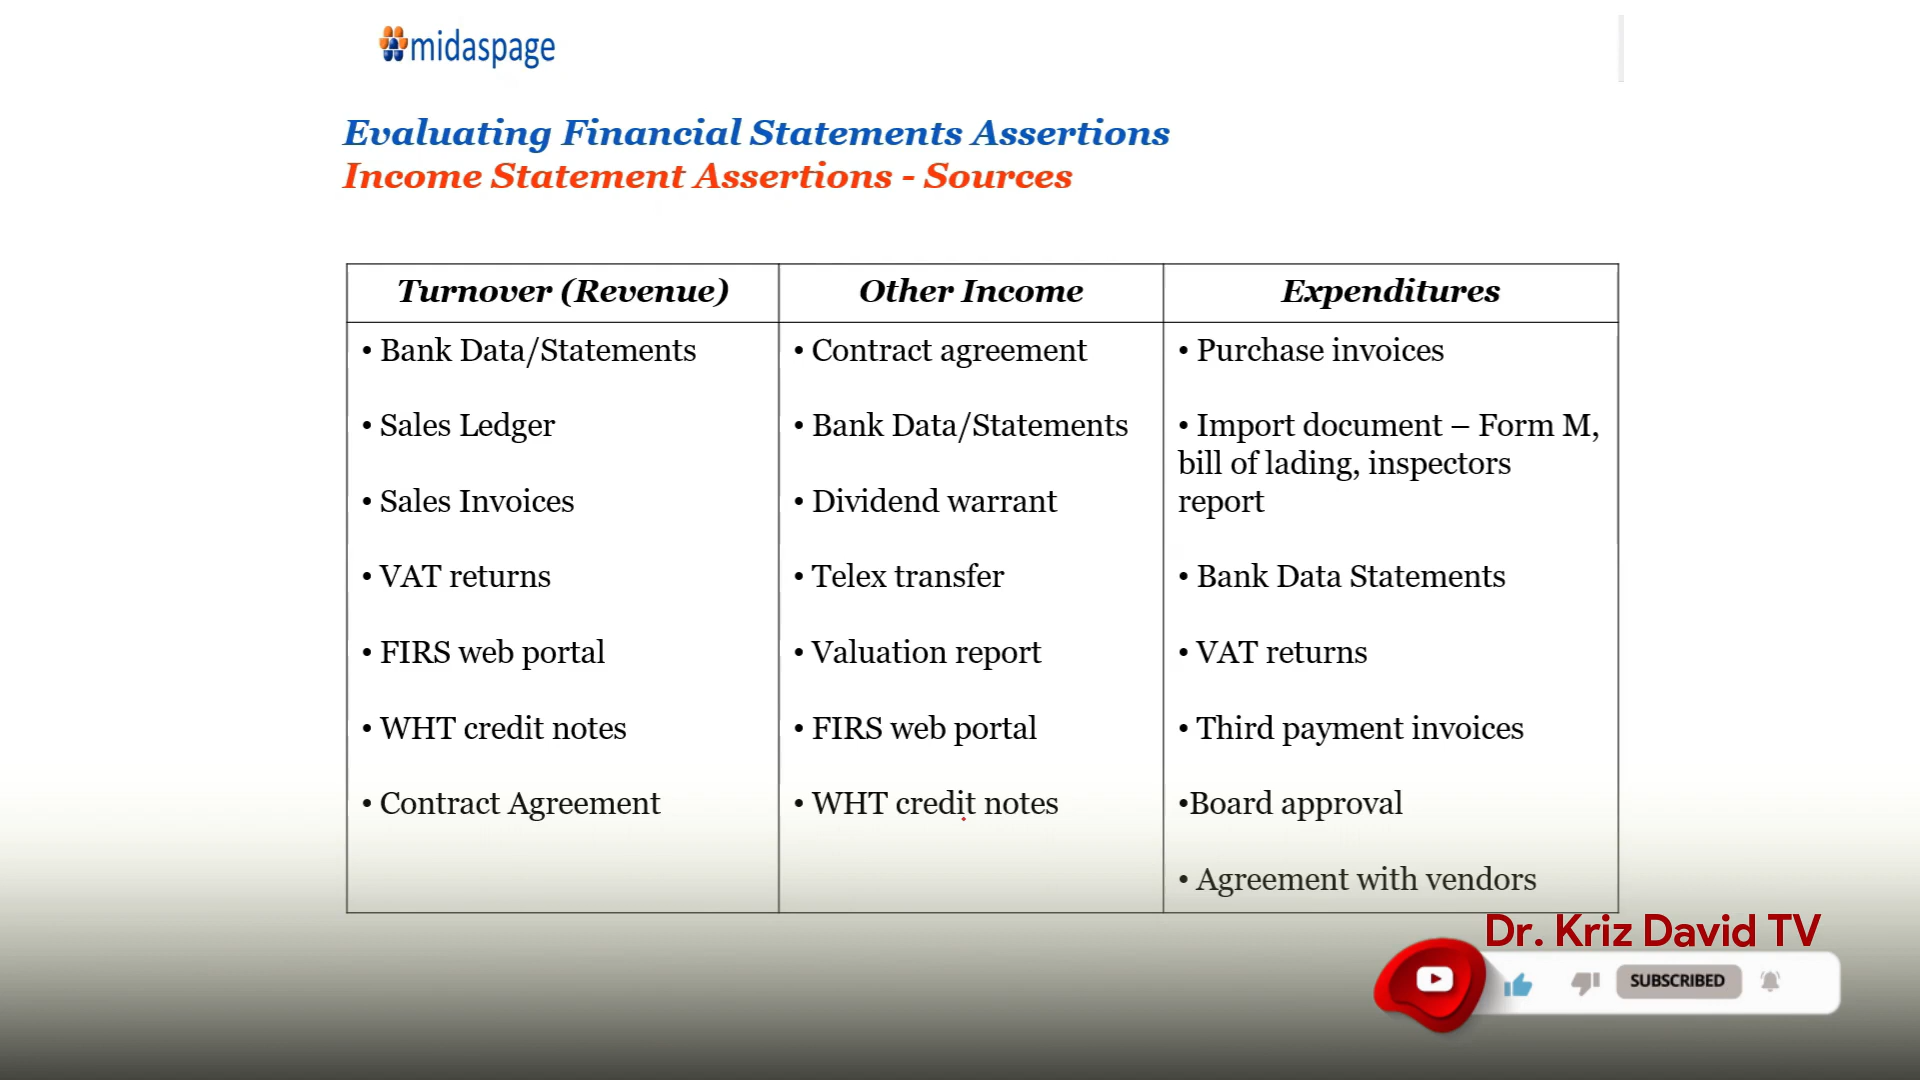 midaspage
Evaluating Financial Statements Assertions
Income Statement Assertions - Sources
Turnover (Revenue)
• Bank Data/Statements
• Sales Ledger
• Sales Invoices
• VAT returns
• FIRS web portal
• WHT credit notes
• Contract Agreement
Other Income
• Contract agreement
• Bank Data/Statements
• Dividend warrant
• Telex transfer
• Valuation report
• FIRS web portal
• WHT credit notes
Expenditures
• Purchase invoices
• Import document – Form M,
bill of lading, inspectors
report
• Bank Data Statements
• VAT returns
• Third payment invoices
•Board approval
• Agreement with vendors
Dr. Kriz David TV
SUBSCRIBED